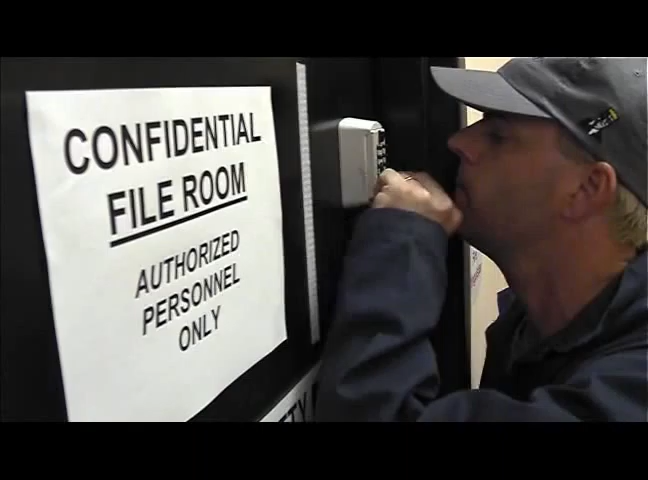 CONFIDENTIAL
FILE ROOM
AUTHORIZED
PERSONNEL
ONLY